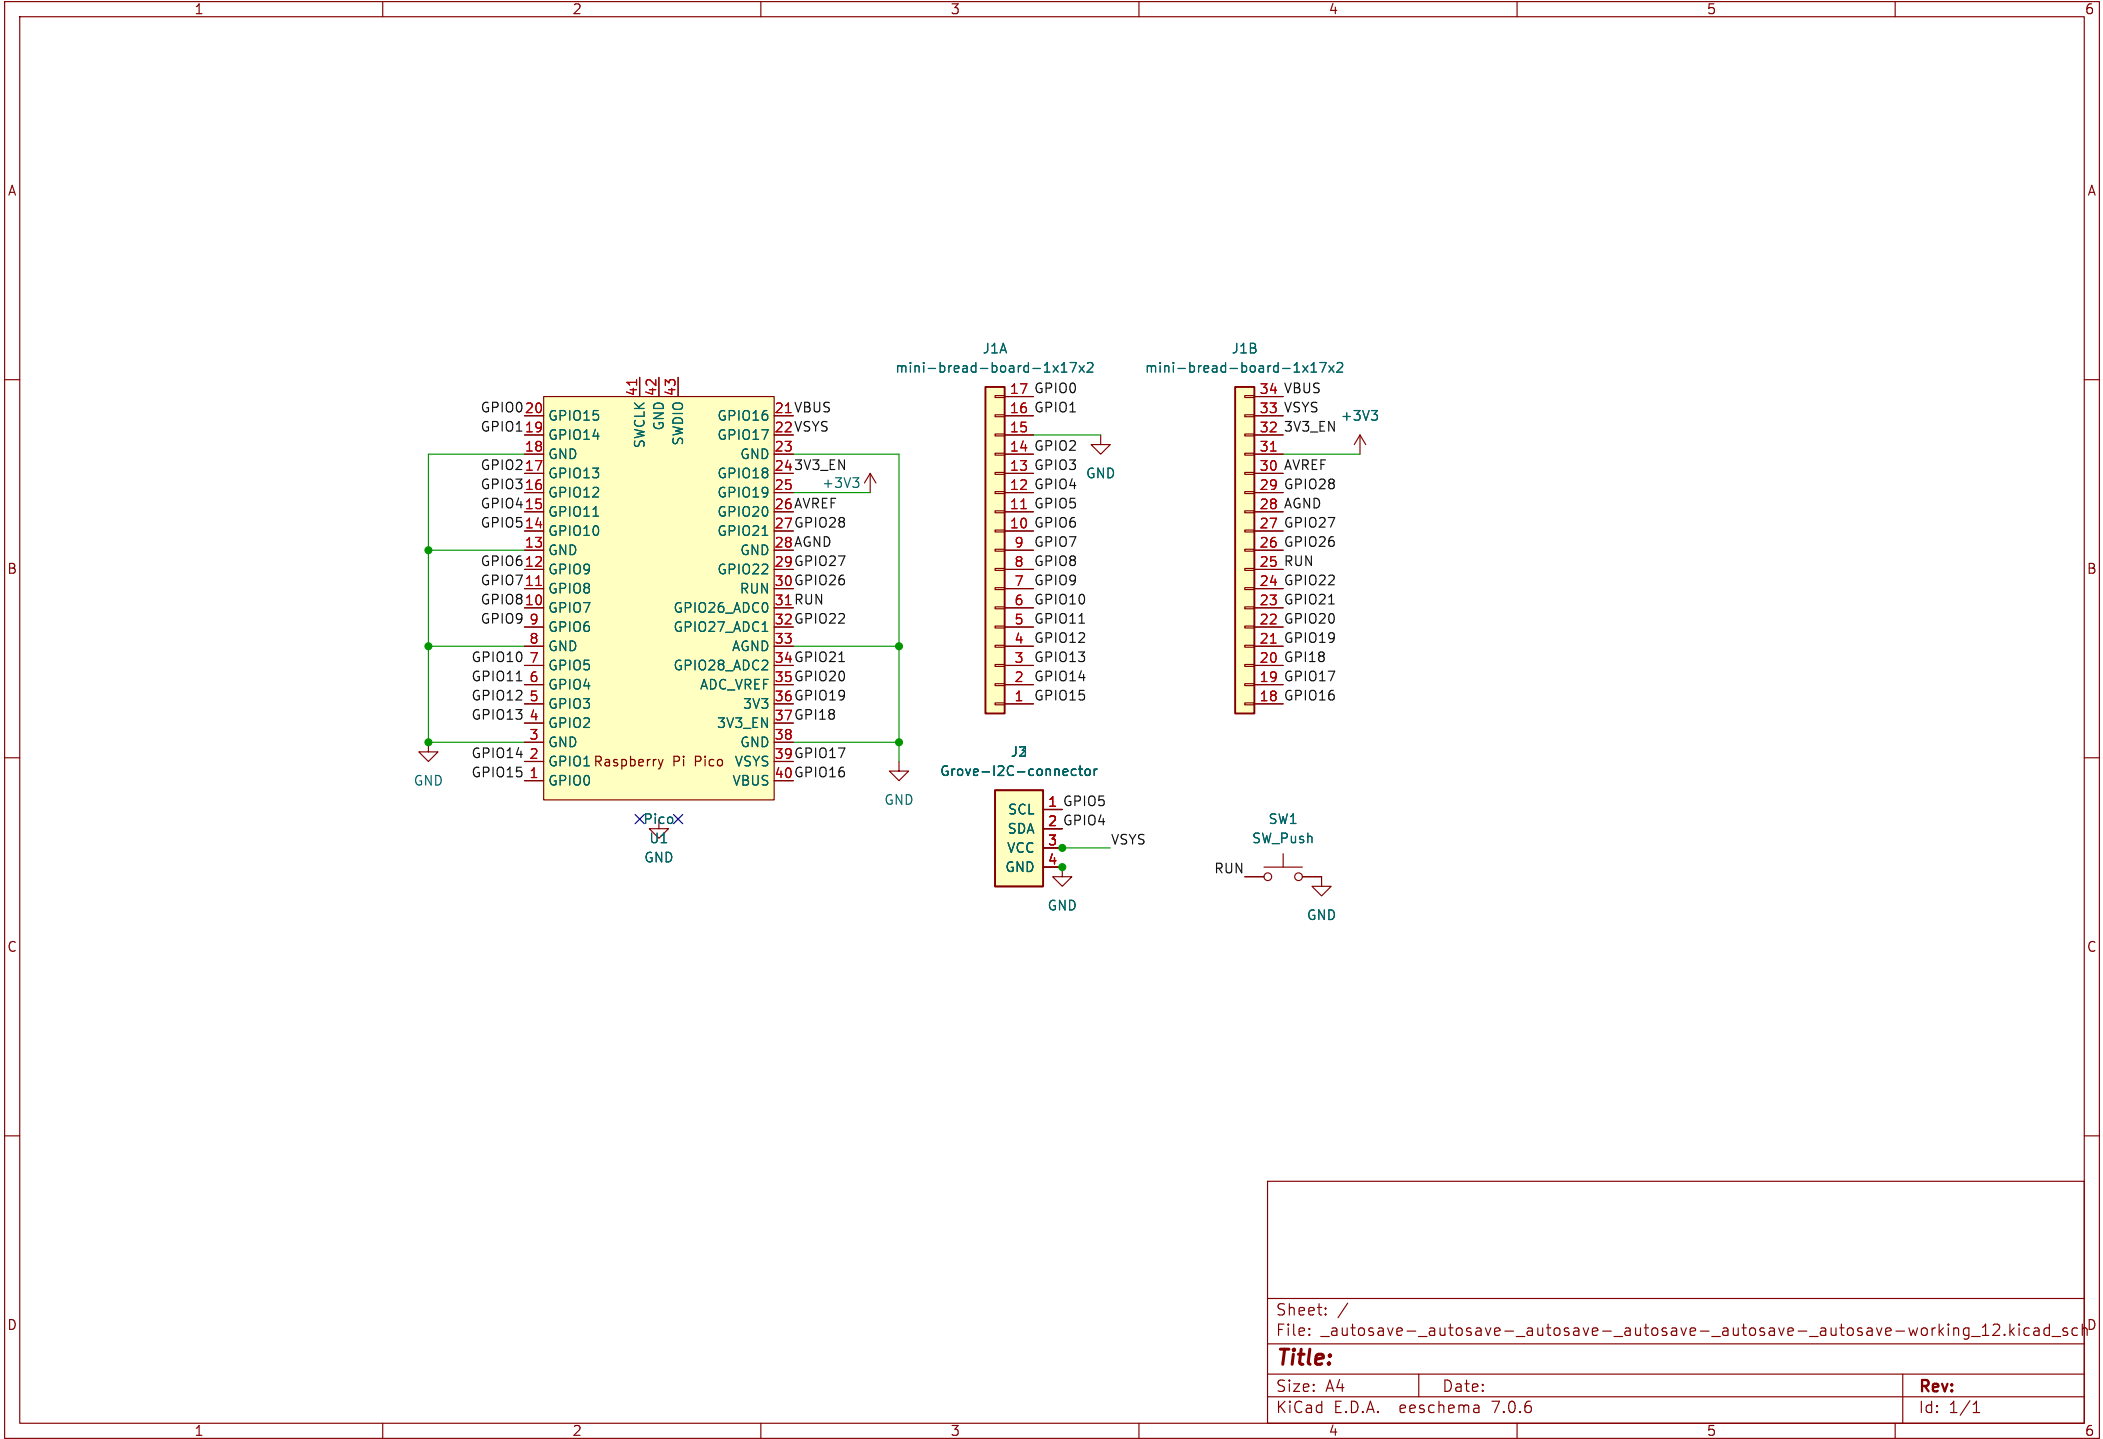 1 2 3 4 5 6
A
B
C
D
A
B
C
D
1 2 3 4 5 6
41 42 43
SWCLK GND SWDIO
GPIO0 20 GPIO15
GPIO1 19 GPIO14
18 GND
GPIO2 17 GPIO13
GPIO3 16 GPIO12
GPIO4 15 GPIO11
GPIO5 14 GPIO10
13 GND
GPIO6 12 GPIO9
GPIO7 11 GPIO8
GPIO8 10 GPIO7
GPIO9 9 GPIO6
8 GND
GPIO10 7 GPIO5
GPIO11 6 GPIO4
GPIO12 5 GPIO3
GPIO13 4 GPIO2
3 GND
GPIO14 2 GPIO1
GPIO15 1 GPIO0
GND
Raspberry Pi Pico
GPIO16 21 VBUS
GPIO17 22 VSYS
GND 23
GPIO18 24 3V3_EN
GPIO19 25 +3V3
GPIO20 26 AVREF
GPIO21 27 GPIO28
GND 28 AGND
GPIO22 29 GPIO27
RUN 30 GPIO26
GPIO26_ADC0 31 RUN
GPIO27_ADC1 32 GPIO22
AGND 33
GPIO28_ADC2 34 GPIO21
ADC_VREF 35 GPIO20
3V3 36 GPIO19
3V3_EN 37 GPI18
GND 38
VSYS 39 GPIO17
VBUS 40 GPIO16
GND
Pico
U1
GND
J1A
mini-bread-board-1x17x2
17 GPIO0
16 GPIO1
15
GND
14 GPIO2
13 GPIO3
12 GPIO4
11 GPIO5
10 GPIO6
9 GPIO7
8 GPIO8
7 GPIO9
6 GPIO10
5 GPIO11
4 GPIO12
3 GPIO13
2 GPIO14
1 GPIO15
J1B
mini-bread-board-1x17x2
34 VBUS
33 VSYS
32 3V3_EN
+3V3
31
30 AVREF
29 GPIO28
28 AGND
27 GPIO27
26 GPIO26
25 RUN
24 GPIO22
23 GPIO21
22 GPIO20
21 GPIO19
20 GPI18
19 GPIO17
18 GPIO16
Grove-I2C-connector
SCL 1 GPIO5
SDA 2 GPIO4
VCC 3 VSYS
GND 4
GND
SW1
SW_Push
RUN
GND
Sheet: /
File: _autosave-_autosave-_autosave-_autosave-_autosave-_autosave-working_12.kicad_sch
Title:
Size: A4 Date: Rev:
KiCad E.D.A. eeschema 7.0.6 Id: 1/1